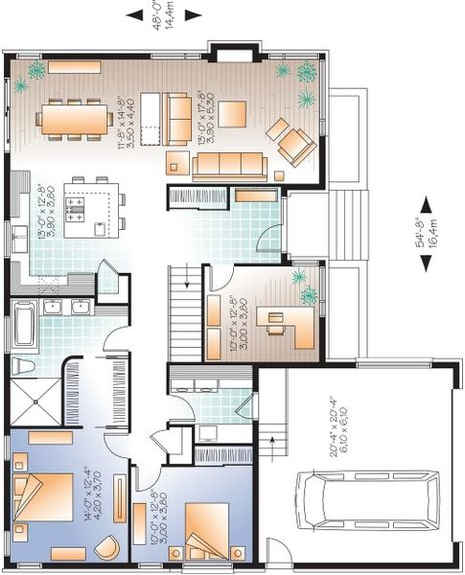 48'-0"
14,4m
11'-8" x 14'-8"
3,50 x 4,40
13'-0" x 17'-8"
3,90 x 5,30
13'-0" x 12'-8"
3,90 x 3,80
54'-8"
16,4m
10'-0" x 12'-8"
3,00 x 3,80
20'-4" x 20'-4"
6,10 x 6,10
14'-0" x 12'-4"
4,20 x 3,70
10'-0" x 12'-8"
3,00 x 3,80